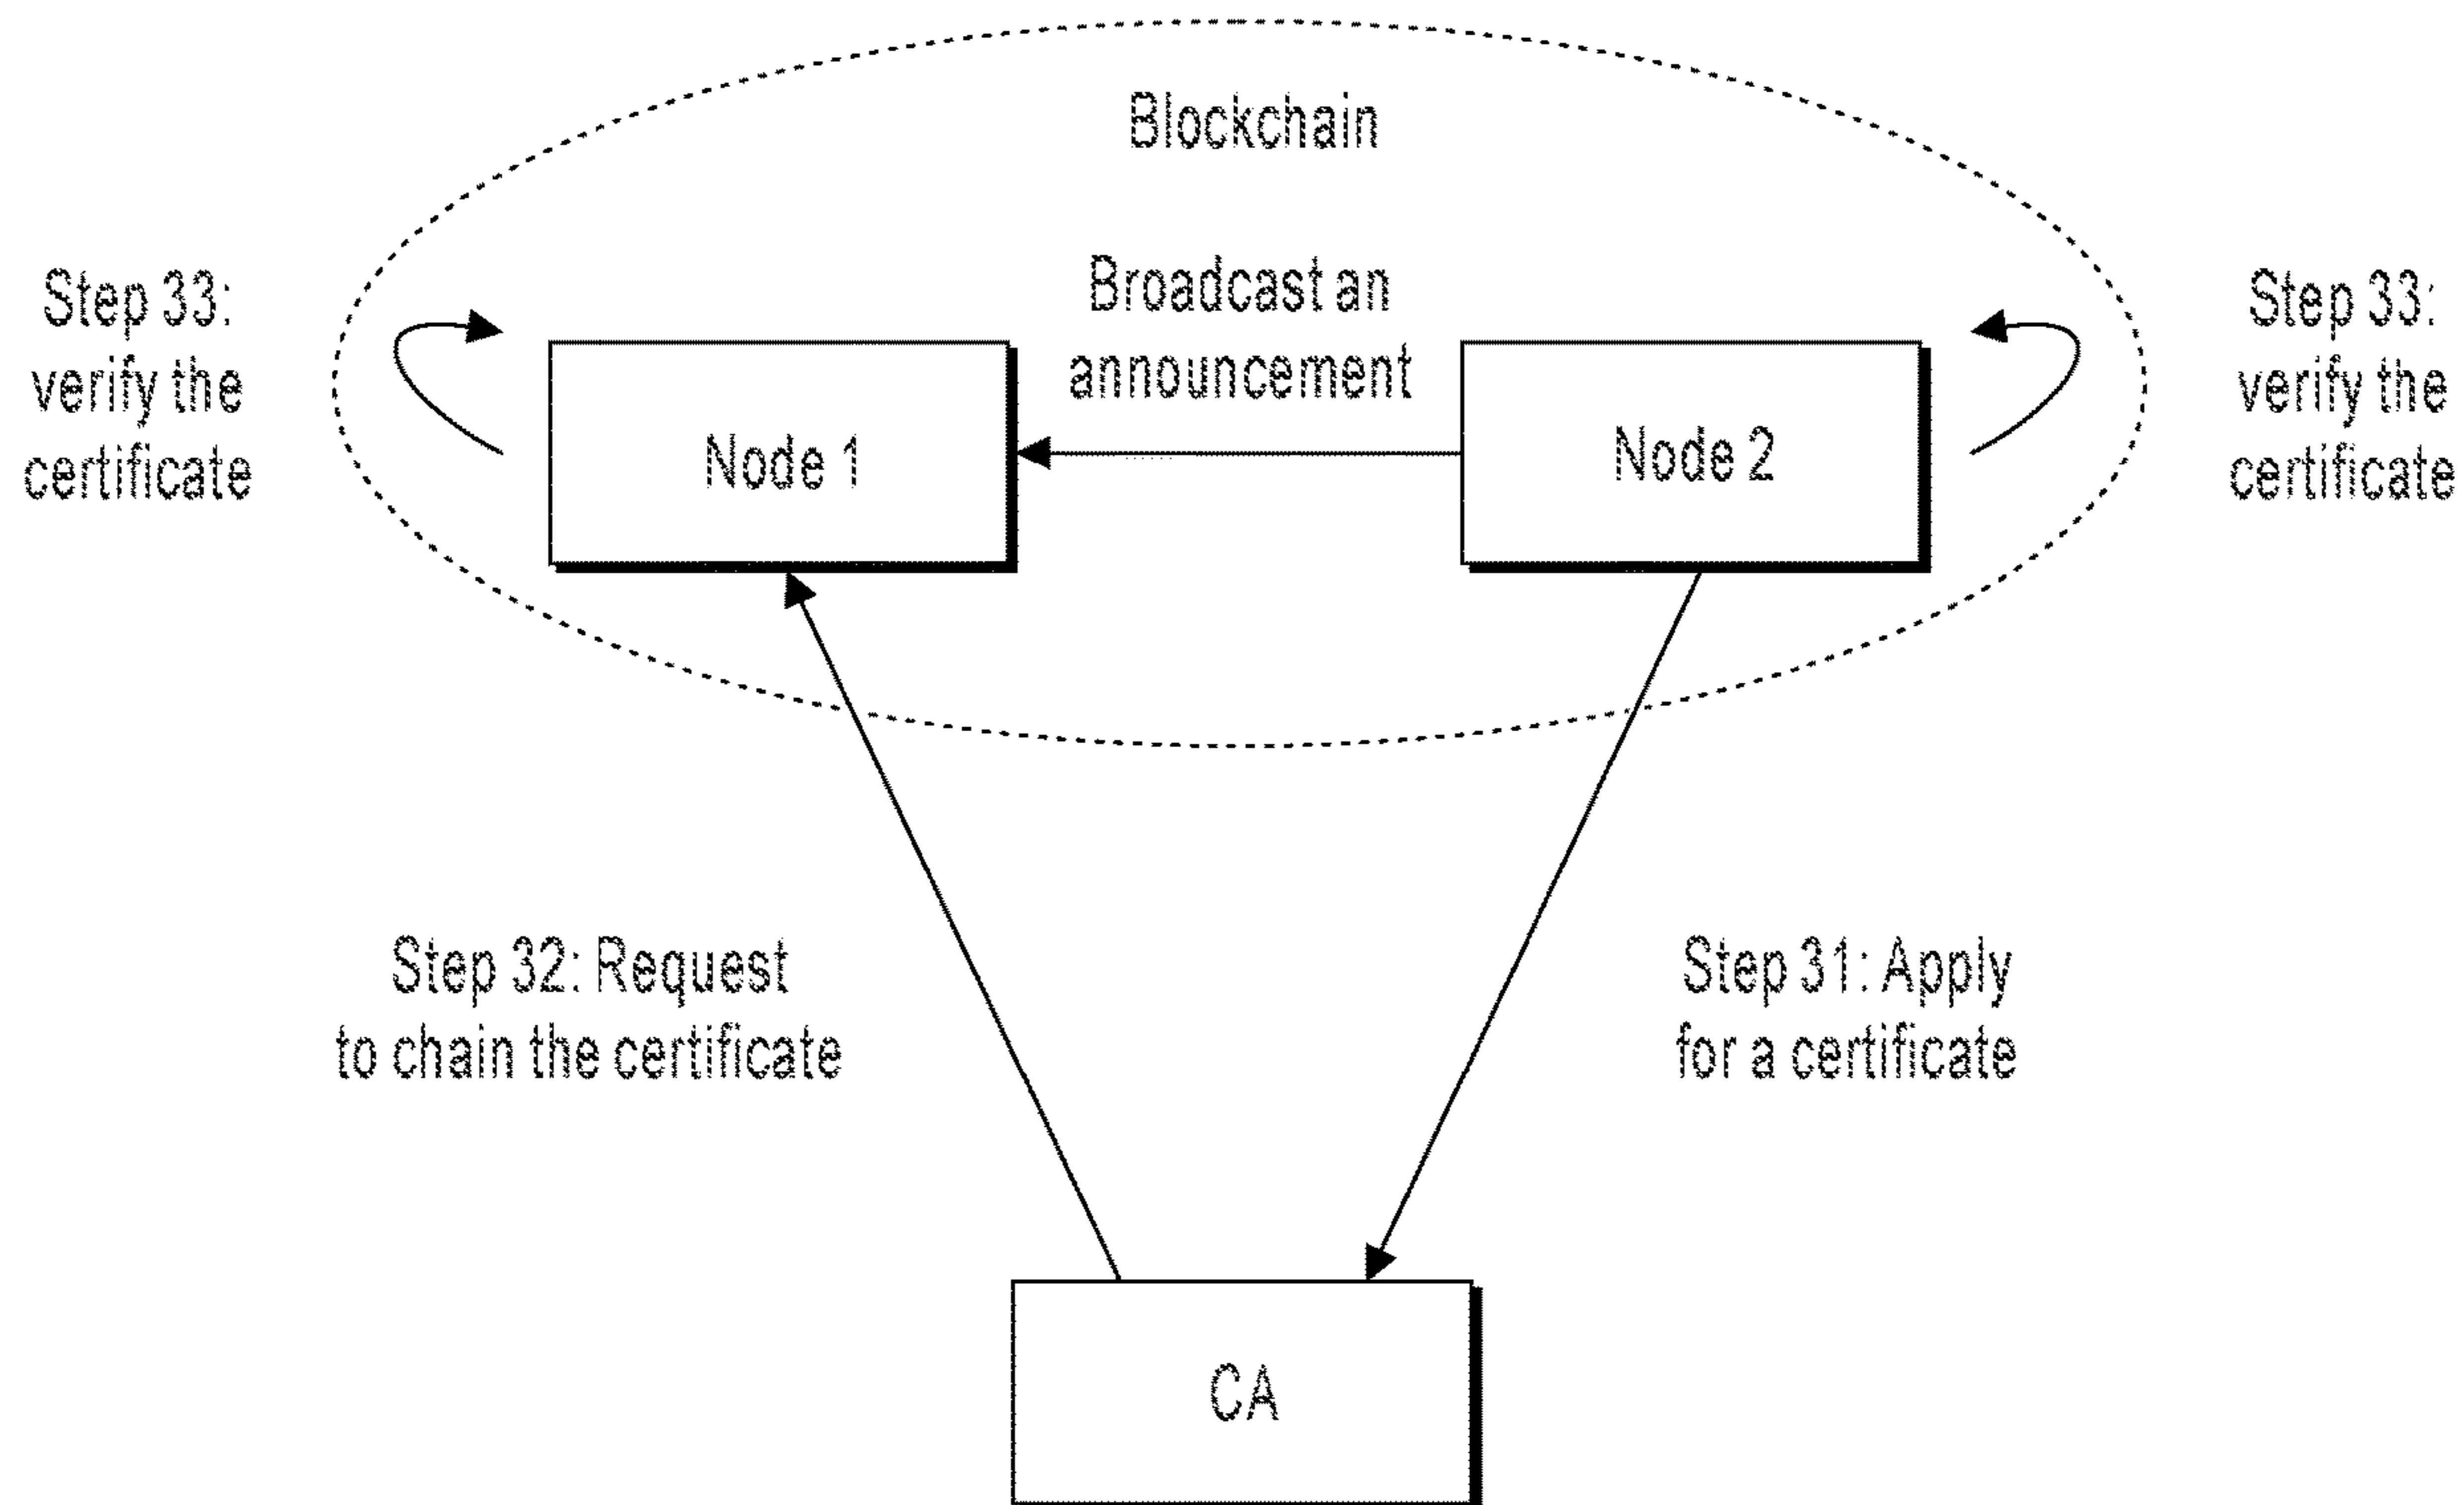 Blockchain
Step 33:
verify the
certificate
Broadcast an
announcement
Step 33:
verify the
certificate
Node 1
Node 2
Step 32: Request
to chain the certificate
Step 31: Apply
for a certificate
CA